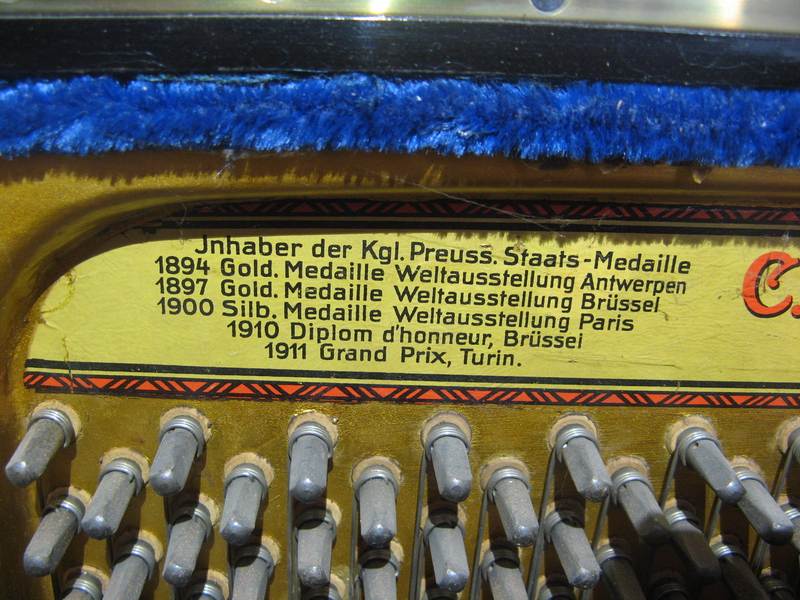 Jnhaber der Kgl. Preuss. Staats-Medaille
1894 Gold. Medaille Weltausstellung Antwerpen
1897 Gold. Medaille Weltausstellung Brüssel
1900 Silb. Medaille Weltausstellung Paris
1910 Diplom d'honneur, Brüssel
1911 Grand Prix, Turin.